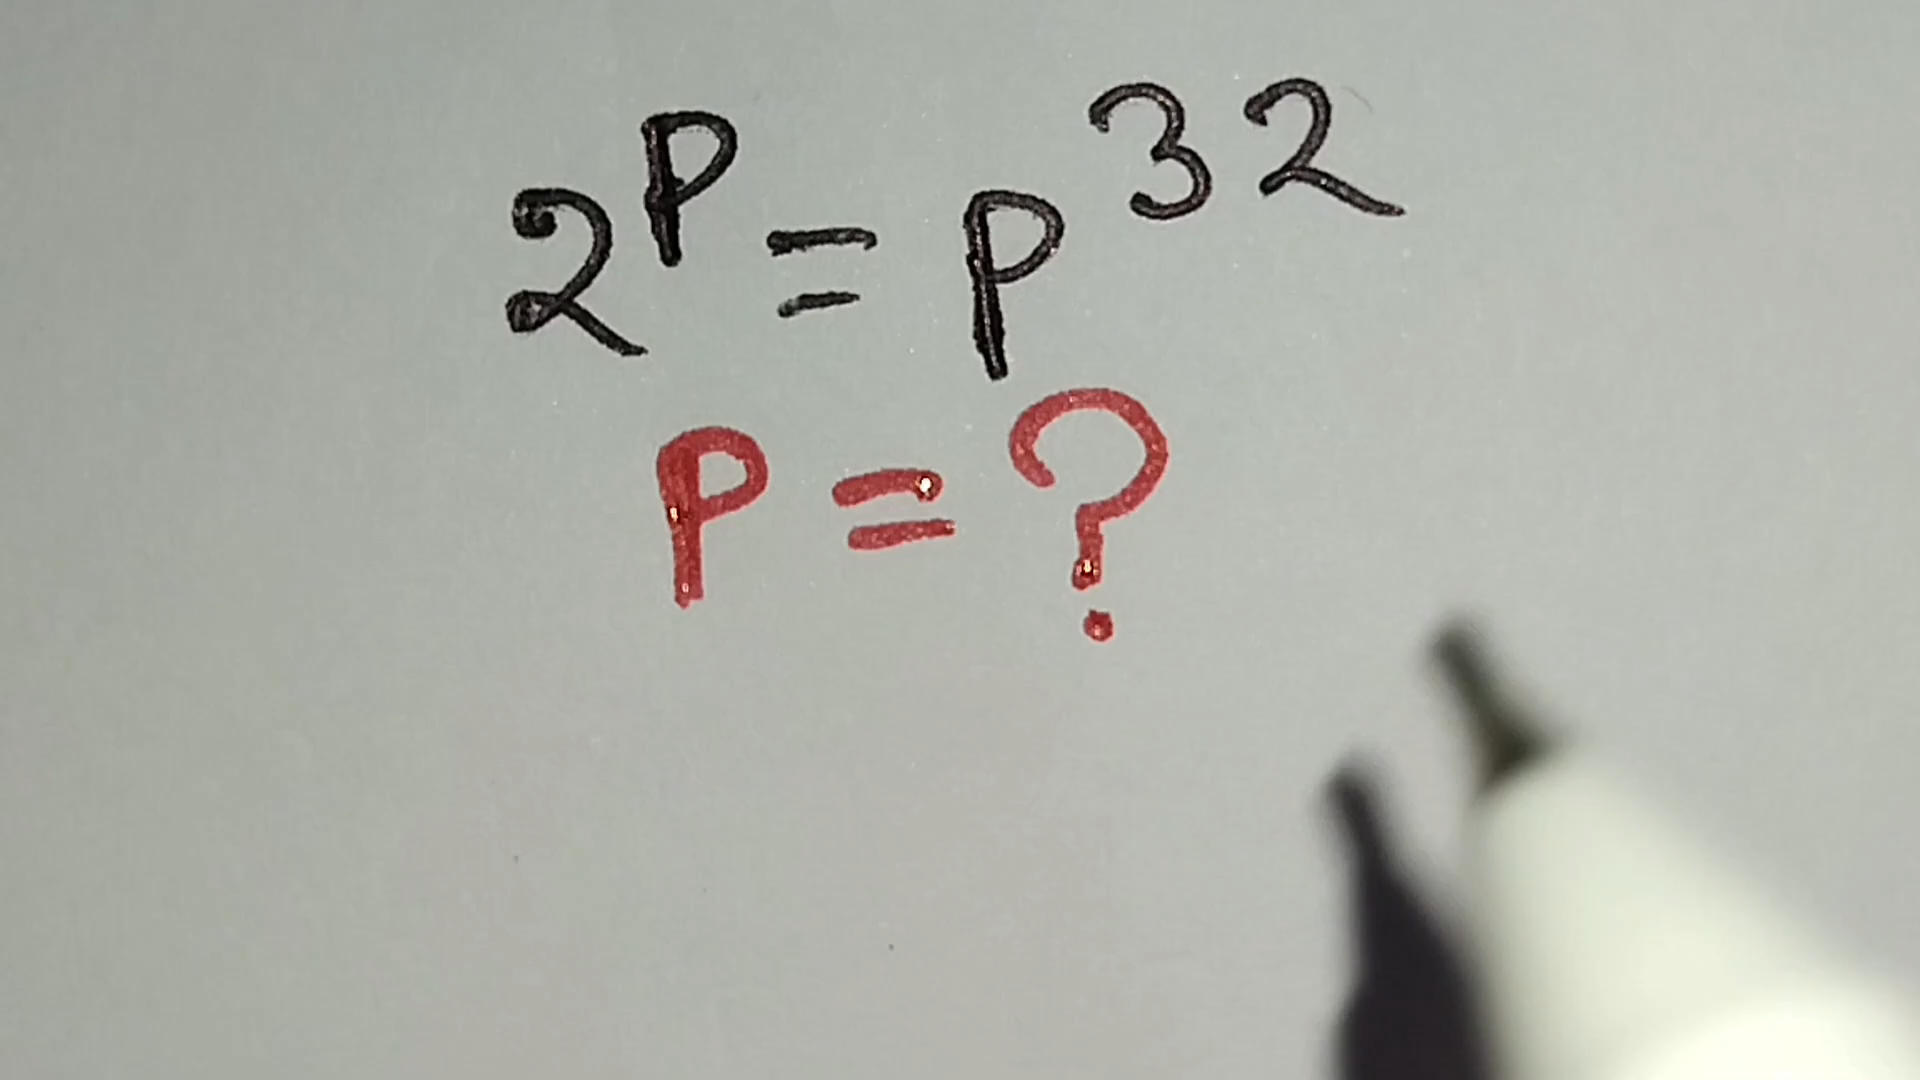 2^P = P^32
P = ?